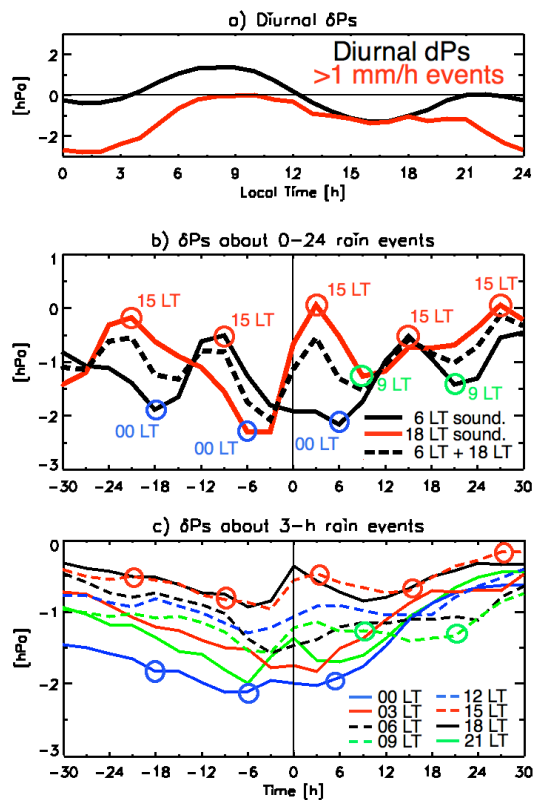 a) Diurnal δPs
Diurnal dPs
>1 mm/h events
[hPa]
2
0
-2
0 3 6 9 12 15 18 21 24
Local Time [h]
b) δPs about 0-24 rain events
[hPa]
1
0
-1
-2
-3
15 LT
15 LT
15 LT
15 LT
15 LT
00 LT
00 LT
00 LT
9 LT
9 LT
6 LT sound.
18 LT sound.
6 LT + 18 LT
-30 -24 -18 -12 -6 0 6 12 18 24 30
c) δPs about 3-h rain events
[hPa]
0
-1
-2
-3
00 LT
03 LT
06 LT
09 LT
12 LT
15 LT
18 LT
21 LT
-30 -24 -18 -12 -6 0 6 12 18 24 30
Time [h]